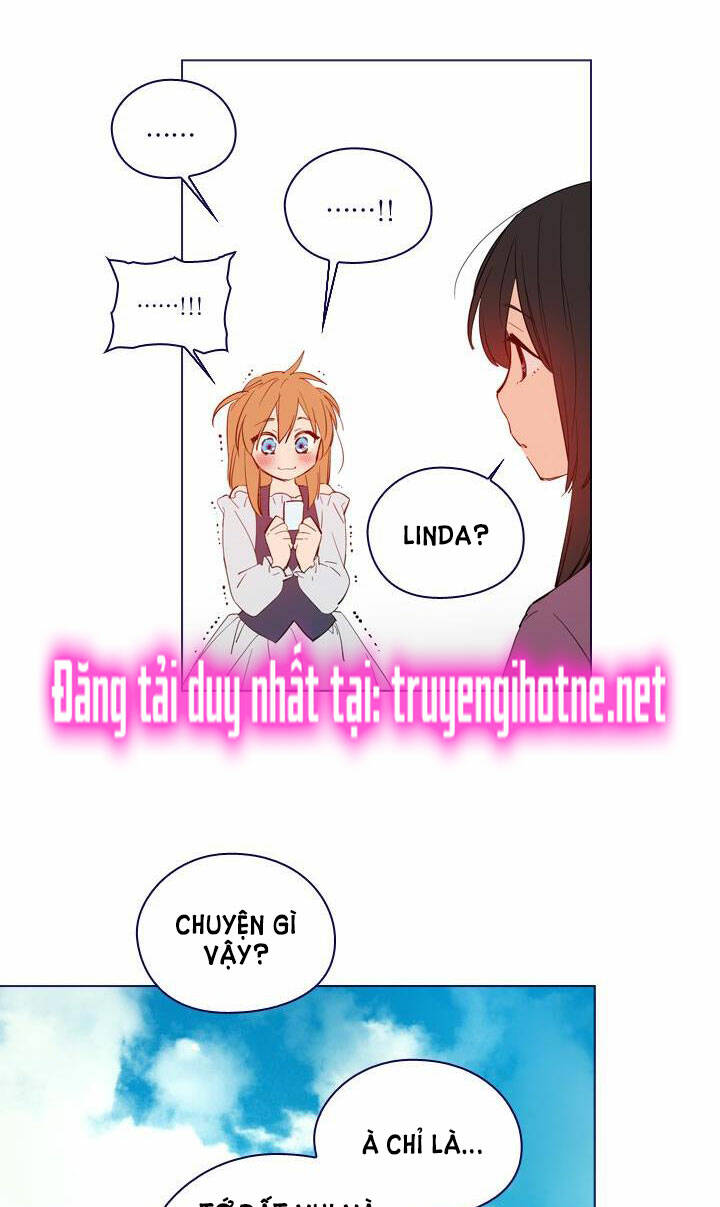 ......
......!!
......!!!
LINDA?
Đăng tải duy nhất tại: truyengihotne.net
CHUYỆN GÌ
VẬY?
À CHỈ LÀ...